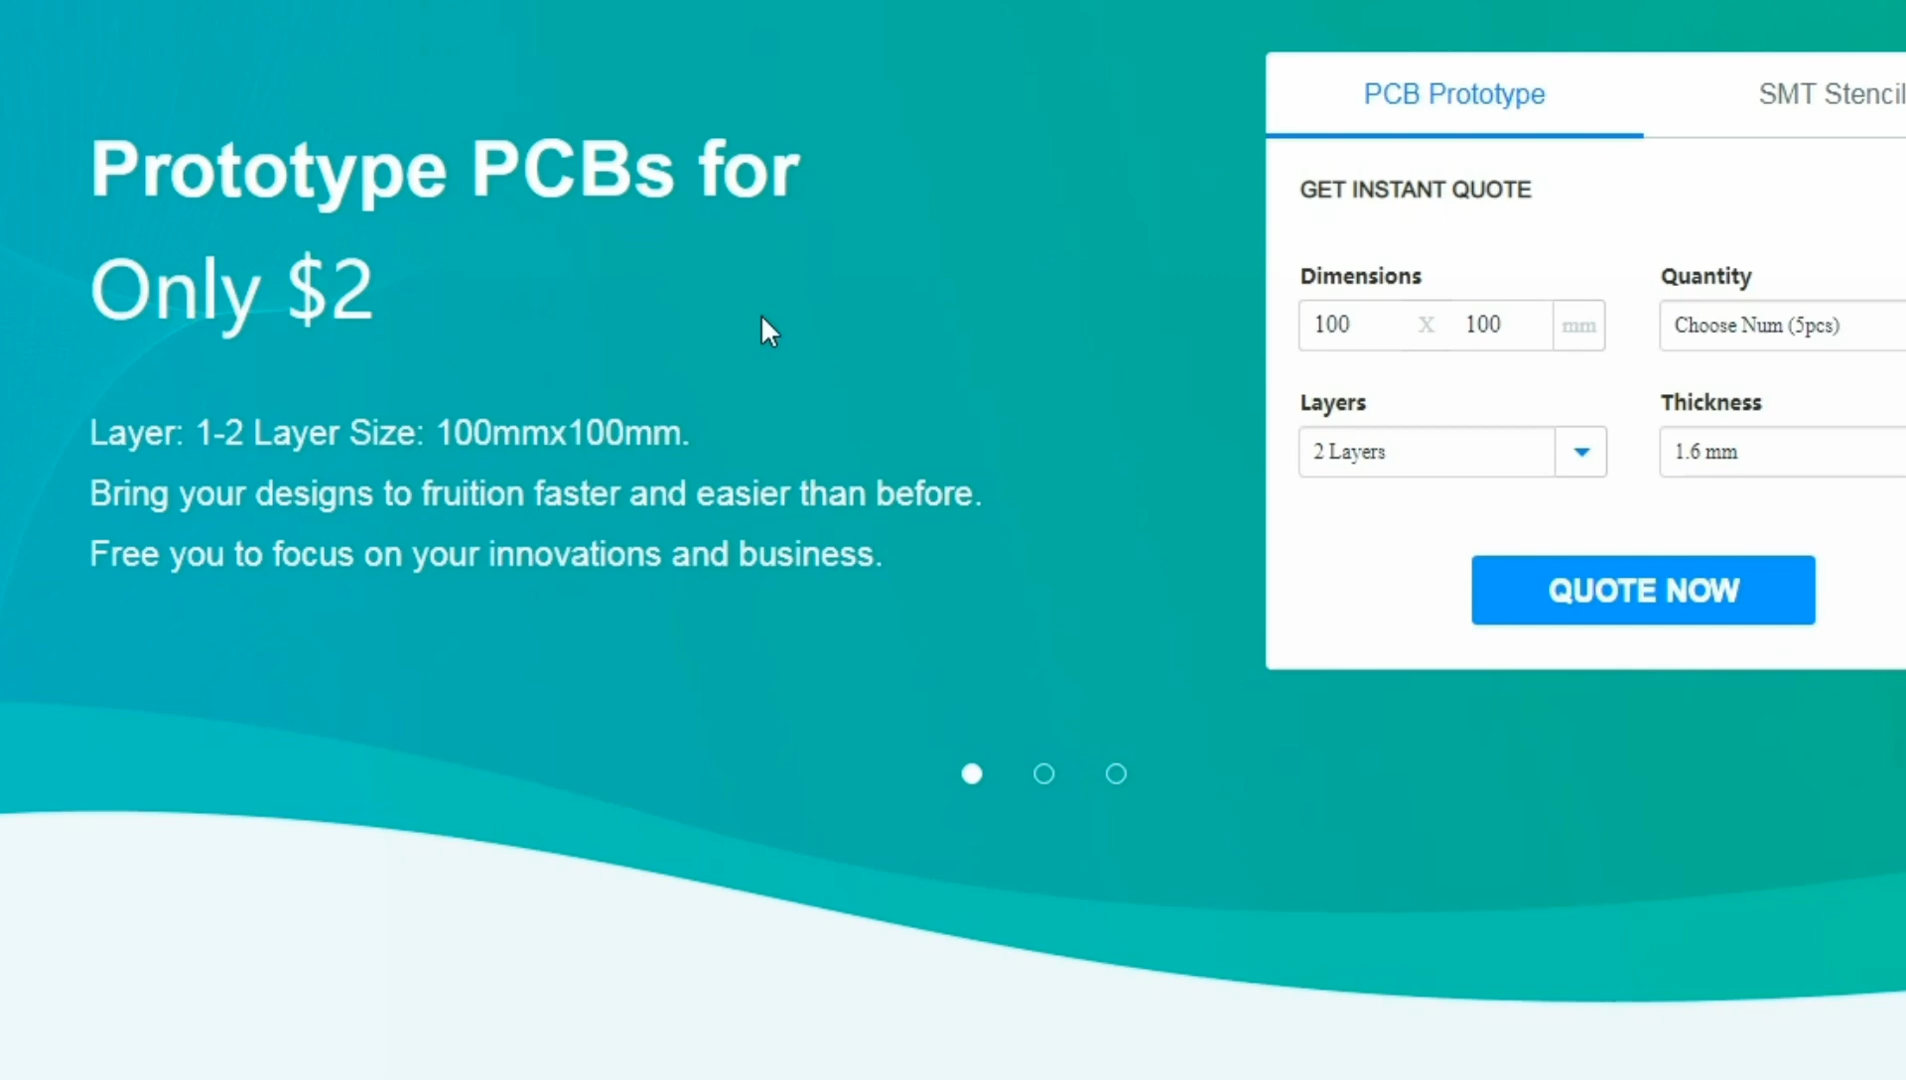 Prototype PCBs for
Only $2
Layer: 1-2 Layer Size: 100mmx100mm.
Bring your designs to fruition faster and easier than before.
Free you to focus on your innovations and business.
PCB Prototype
SMT Stencil
GET INSTANT QUOTE
Dimensions
100 X 100 mm
Quantity
Choose Num (5pcs)
Layers
2 Layers
Thickness
1.6 mm
QUOTE NOW